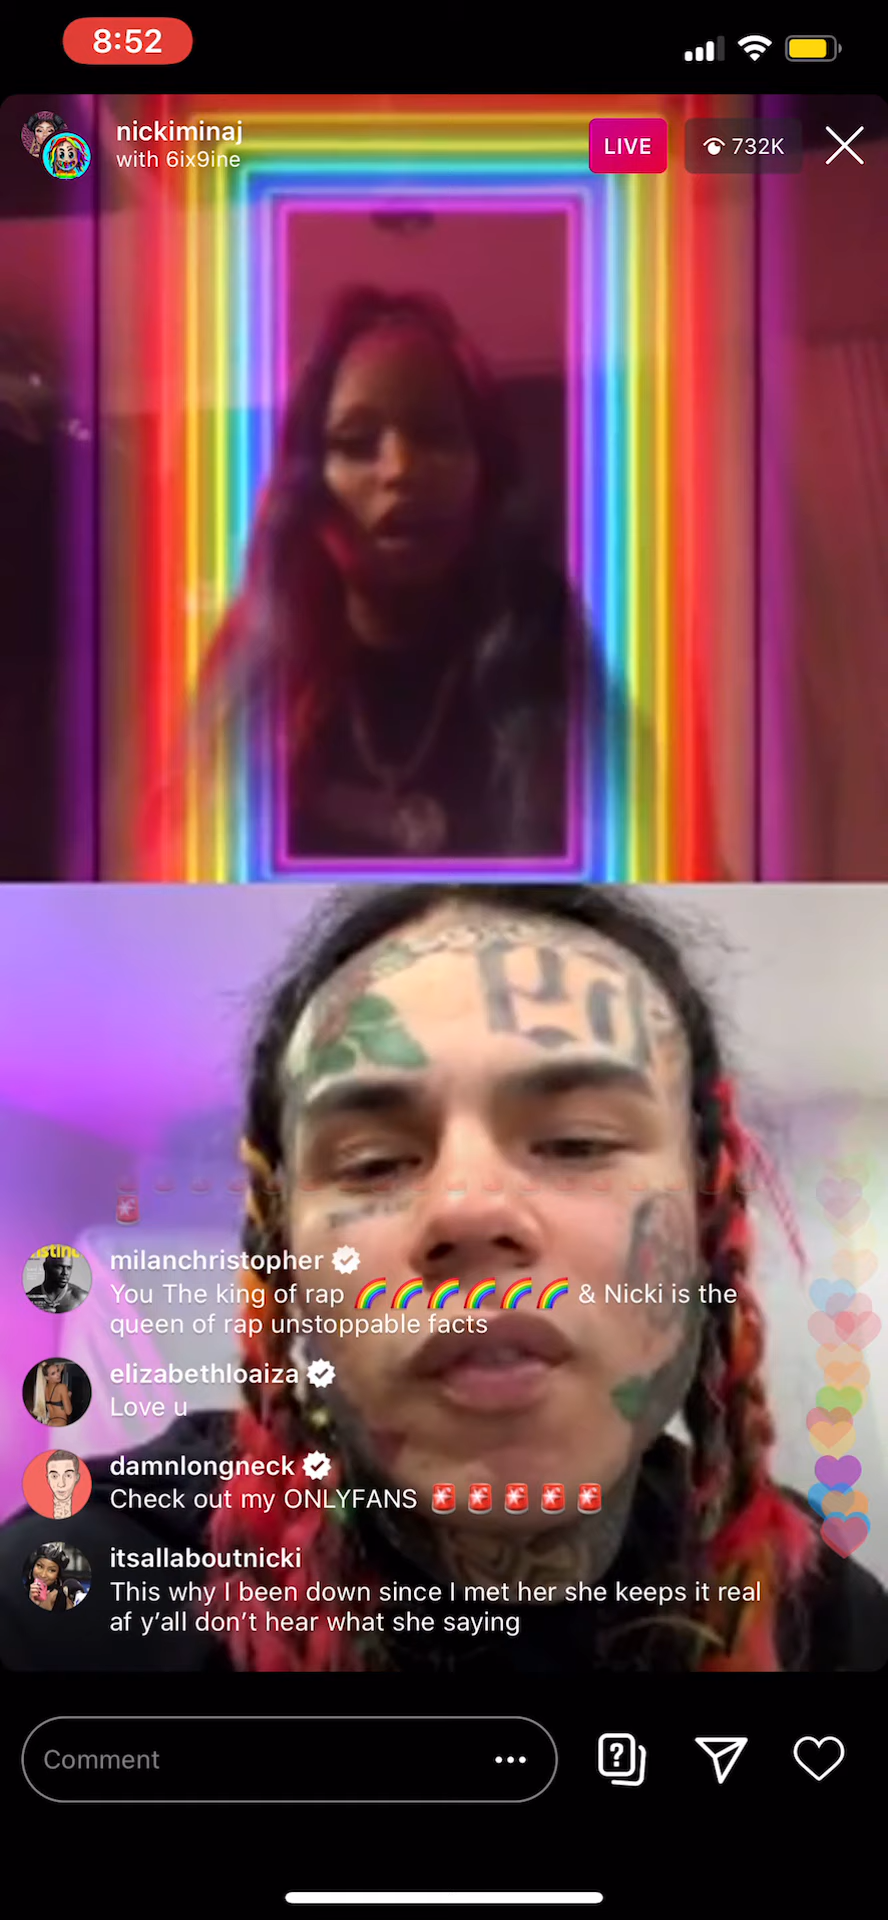 8:52
nickiminaj
with 6ix9ine
LIVE
732K
milanchristopher
You The king of rap 🌈🌈🌈🌈🌈🌈 & Nicki is the
queen of rap unstoppable facts
elizabethloaiza
Love u
damnlongneck
Check out my ONLYFANS 🚨🚨🚨🚨🚨
itsallaboutnicki
This why I been down since I met her she keeps it real
af y’all don’t hear what she saying
Comment